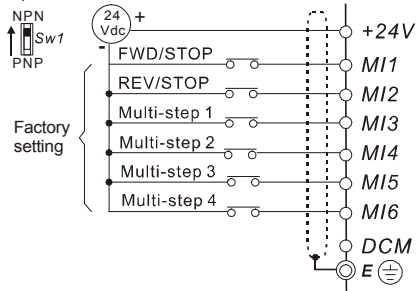 NPN
Sw1
PNP
24
Vdc
+
-
+24V
FWD/STOP
MI1
REV/STOP
MI2
Multi-step 1
MI3
Factory
setting
Multi-step 2
MI4
Multi-step 3
MI5
Multi-step 4
MI6
DCM
E